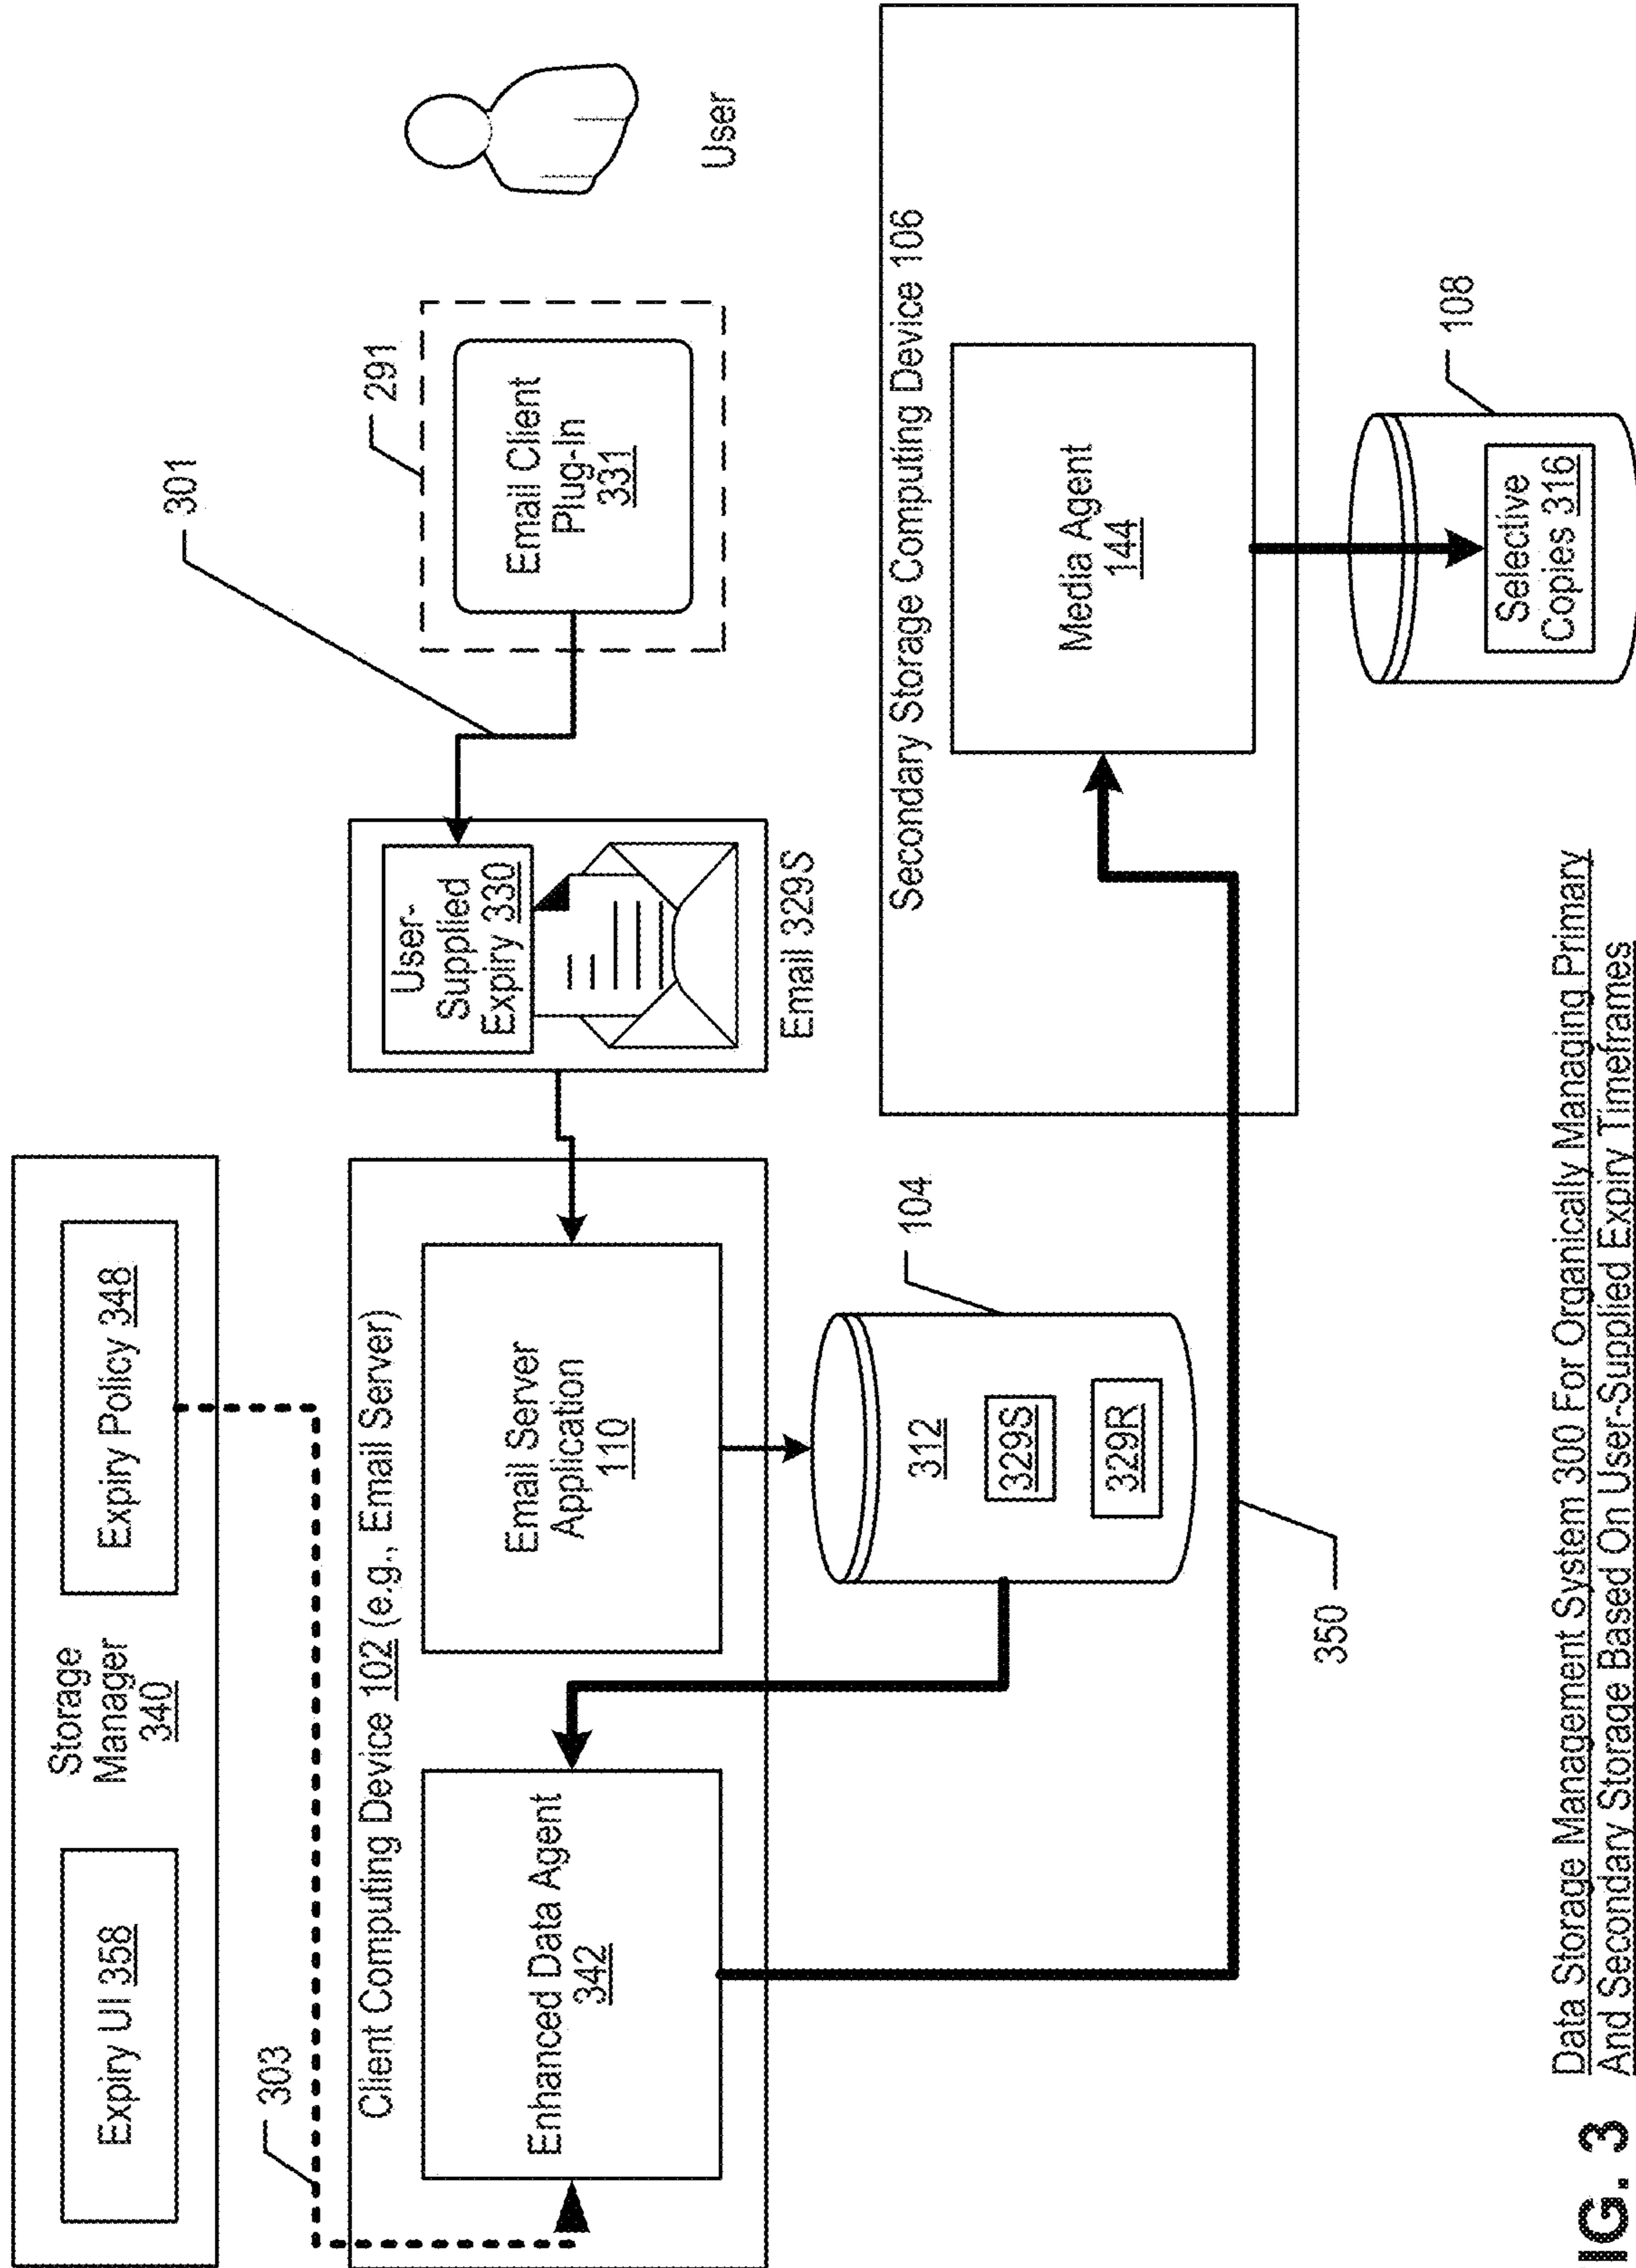 Expiry UI 358
Storage
Manager
340
Expiry Policy 348
303
Client Computing Device 102 (e.g., Email Server)
Enhanced Data Agent
342
Email Server
Application
110
User-
Supplied
Expiry 330
Email 329S
301
291
Email Client
Plug-In
331
User
104
312
329S
329R
350
Secondary Storage Computing Device 106
Media Agent
144
108
Selective
Copies 316
IG. 3
Data Storage Management System 300 For Organically Managing Primary
And Secondary Storage Based On User-Supplied Expiry Timeframes